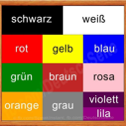 schwarz weiß
rot gelb blau
grün braun rosa
orange grau violett
lila